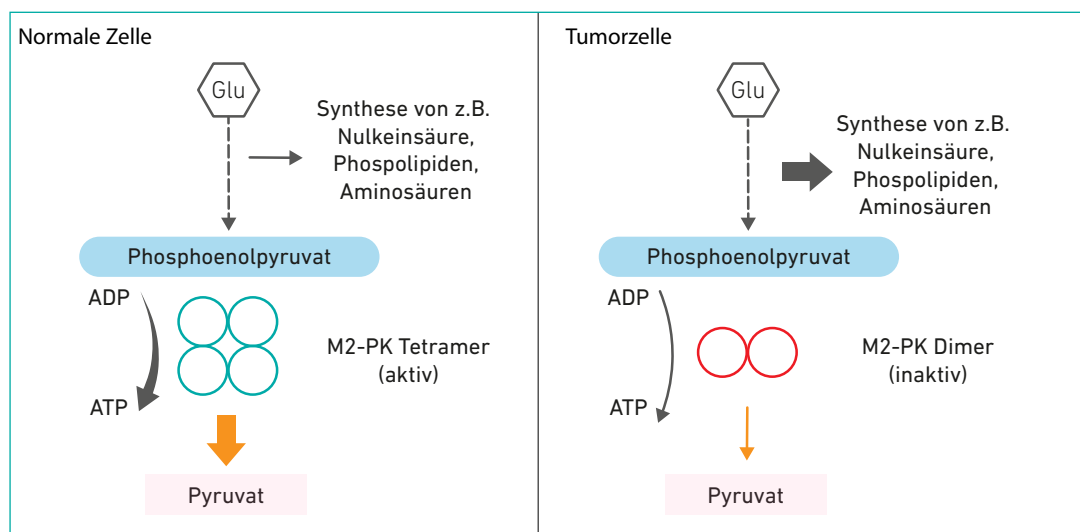 Normale Zelle
Glu
Synthese von z.B.
Nulkeinsäure,
Phospolipiden,
Aminosäuren
Phosphoenolpyruvat
ADP
M2-PK Tetramer
(aktiv)
ATP
Pyruvat
Tumorzelle
Glu
Synthese von z.B.
Nulkeinsäure,
Phospolipiden,
Aminosäuren
Phosphoenolpyruvat
ADP
M2-PK Dimer
(inaktiv)
ATP
Pyruvat